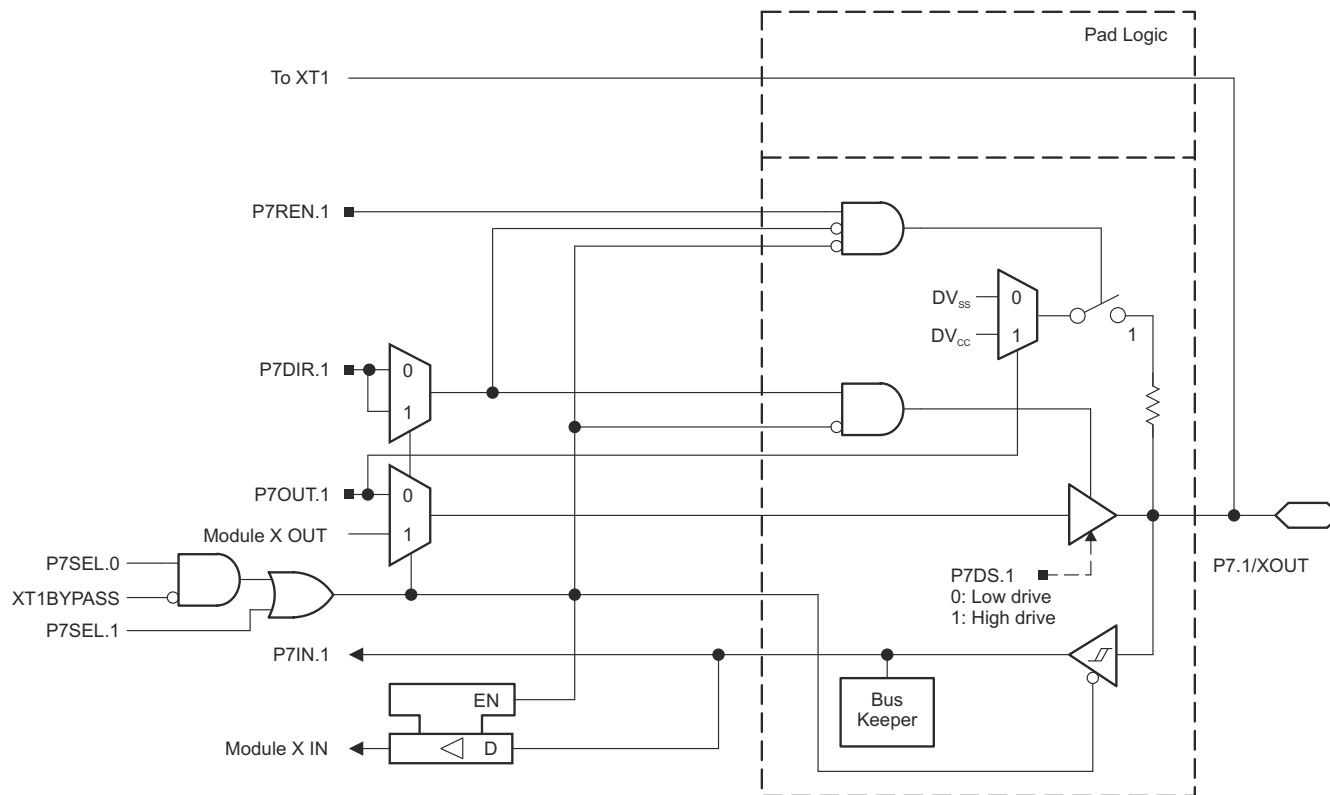 Pad Logic
To XT1
P7REN.1
DVSS
0
DVCC
1
1
P7DIR.1
0
1
P7OUT.1
0
Module X OUT
1
P7SEL.0
XT1BYPASS
P7SEL.1
P7DS.1
0: Low drive
1: High drive
P7.1/XOUT
P7IN.1
EN
Bus
Keeper
Module X IN
D